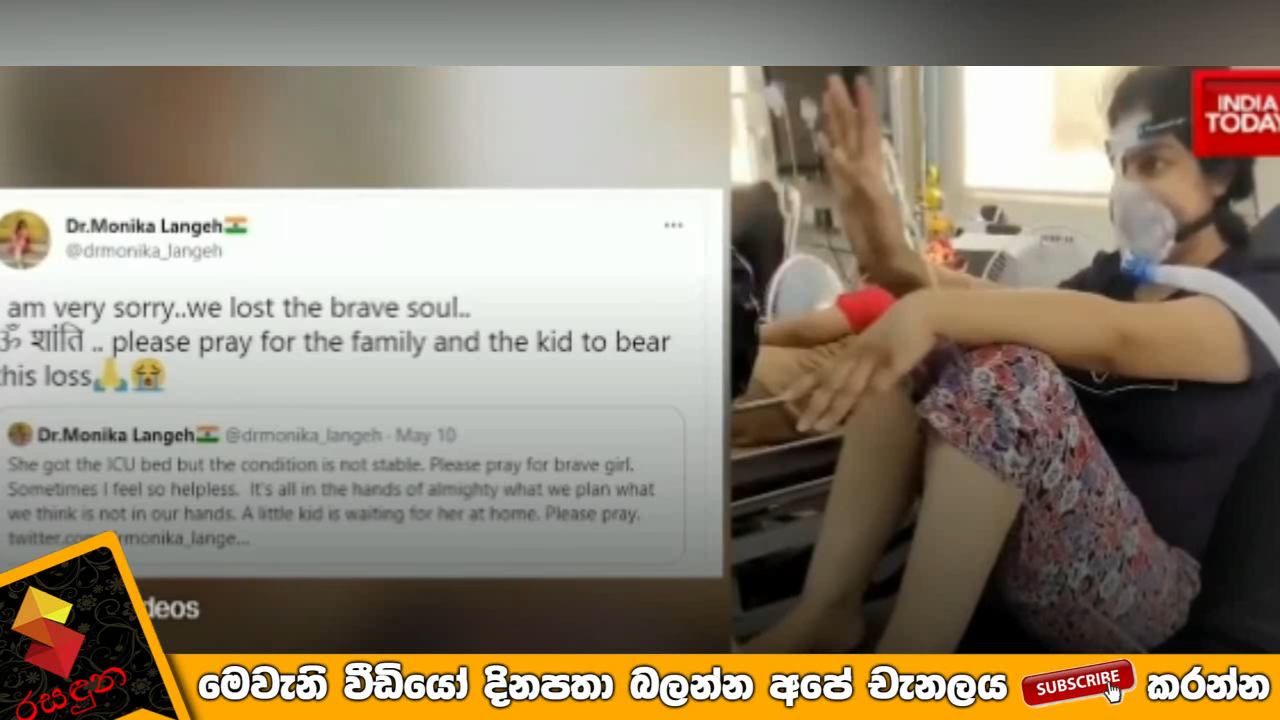 INDIA
TODAY
Dr.Monika Langeh🇮🇳
@drmonika_langeh
am very sorry..we lost the brave soul..
ॐ शांति .. please pray for the family and the kid to bear
this loss🙏😭
Dr.Monika Langeh🇮🇳 @drmonika_langeh · May 10
She got the ICU bed but the condition is not stable. Please pray for brave girl.
Sometimes I feel so helpless. It's all in the hands of almighty what we plan what
we think is not in our hands. A little kid is waiting for her at home. Please pray.
රසඳුන
මෙවැනි වීඩියෝ දිනපතා බලන්න අපේ චැනලය SUBSCRIBE කරන්න